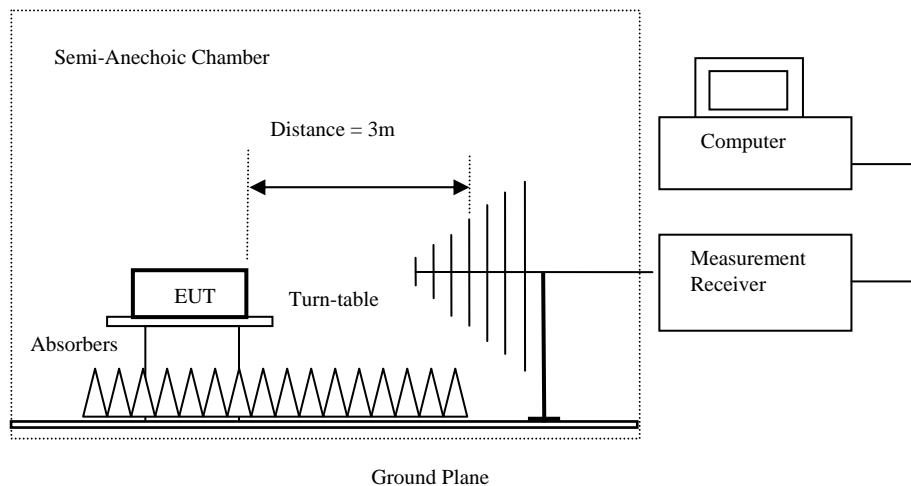 Semi-Anechoic Chamber
Distance = 3m
Computer
Measurement
Receiver
EUT
Turn-table
Absorbers
Ground Plane